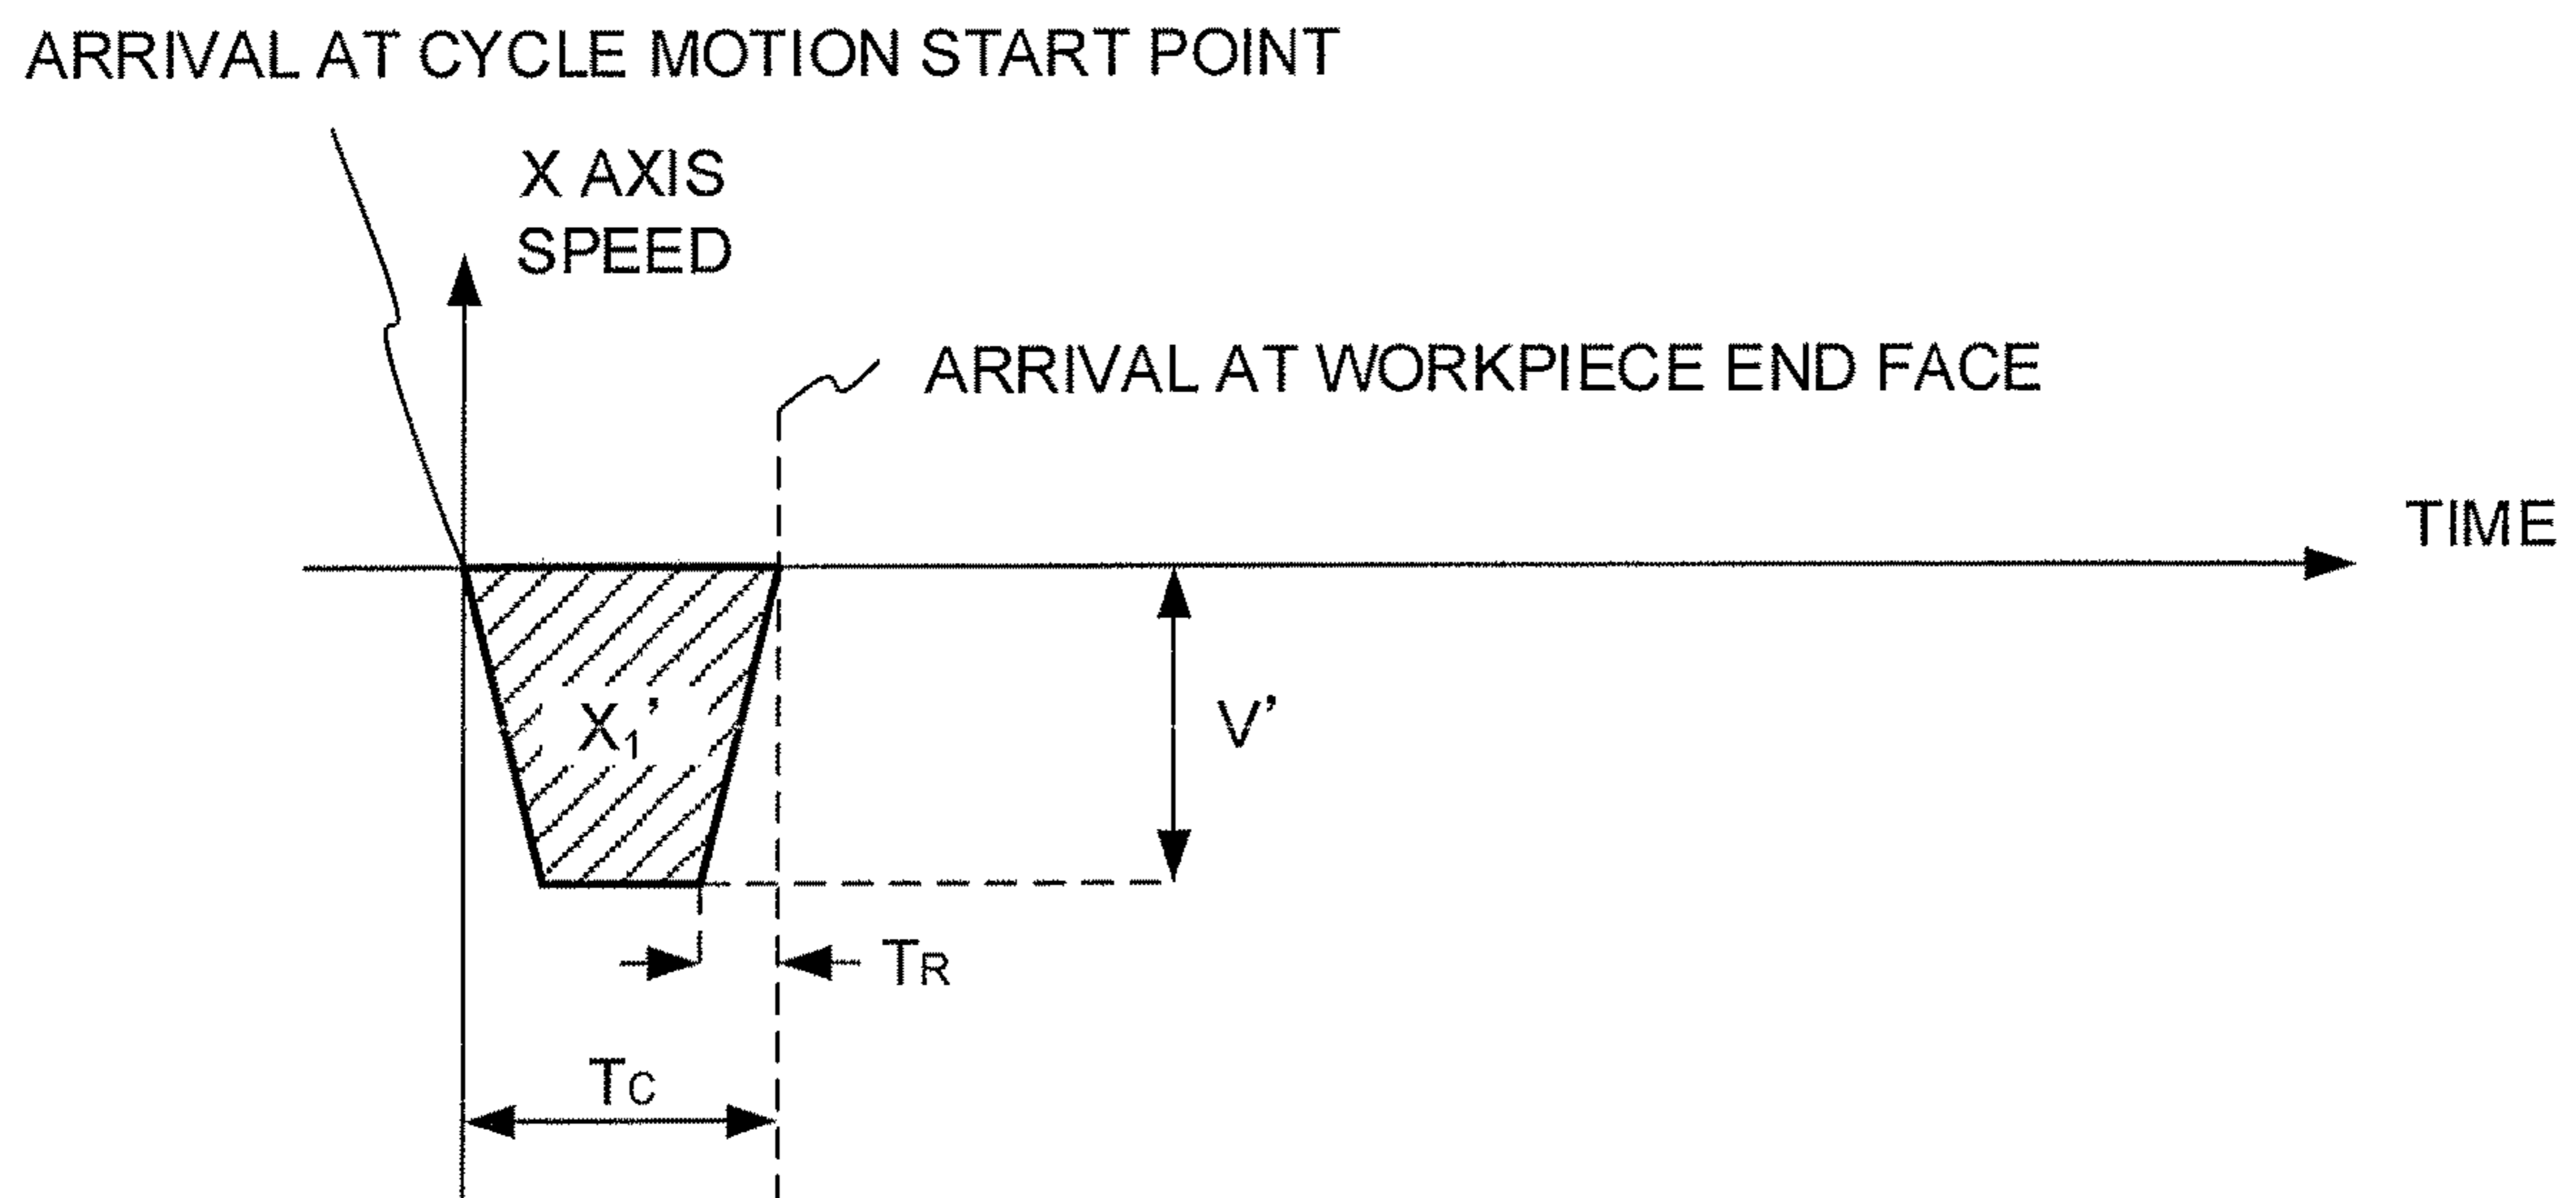 ARRIVAL AT CYCLE MOTION START POINT
X AXIS
SPEED
ARRIVAL AT WORKPIECE END FACE
TIME
X₁’
V’
TR
TC